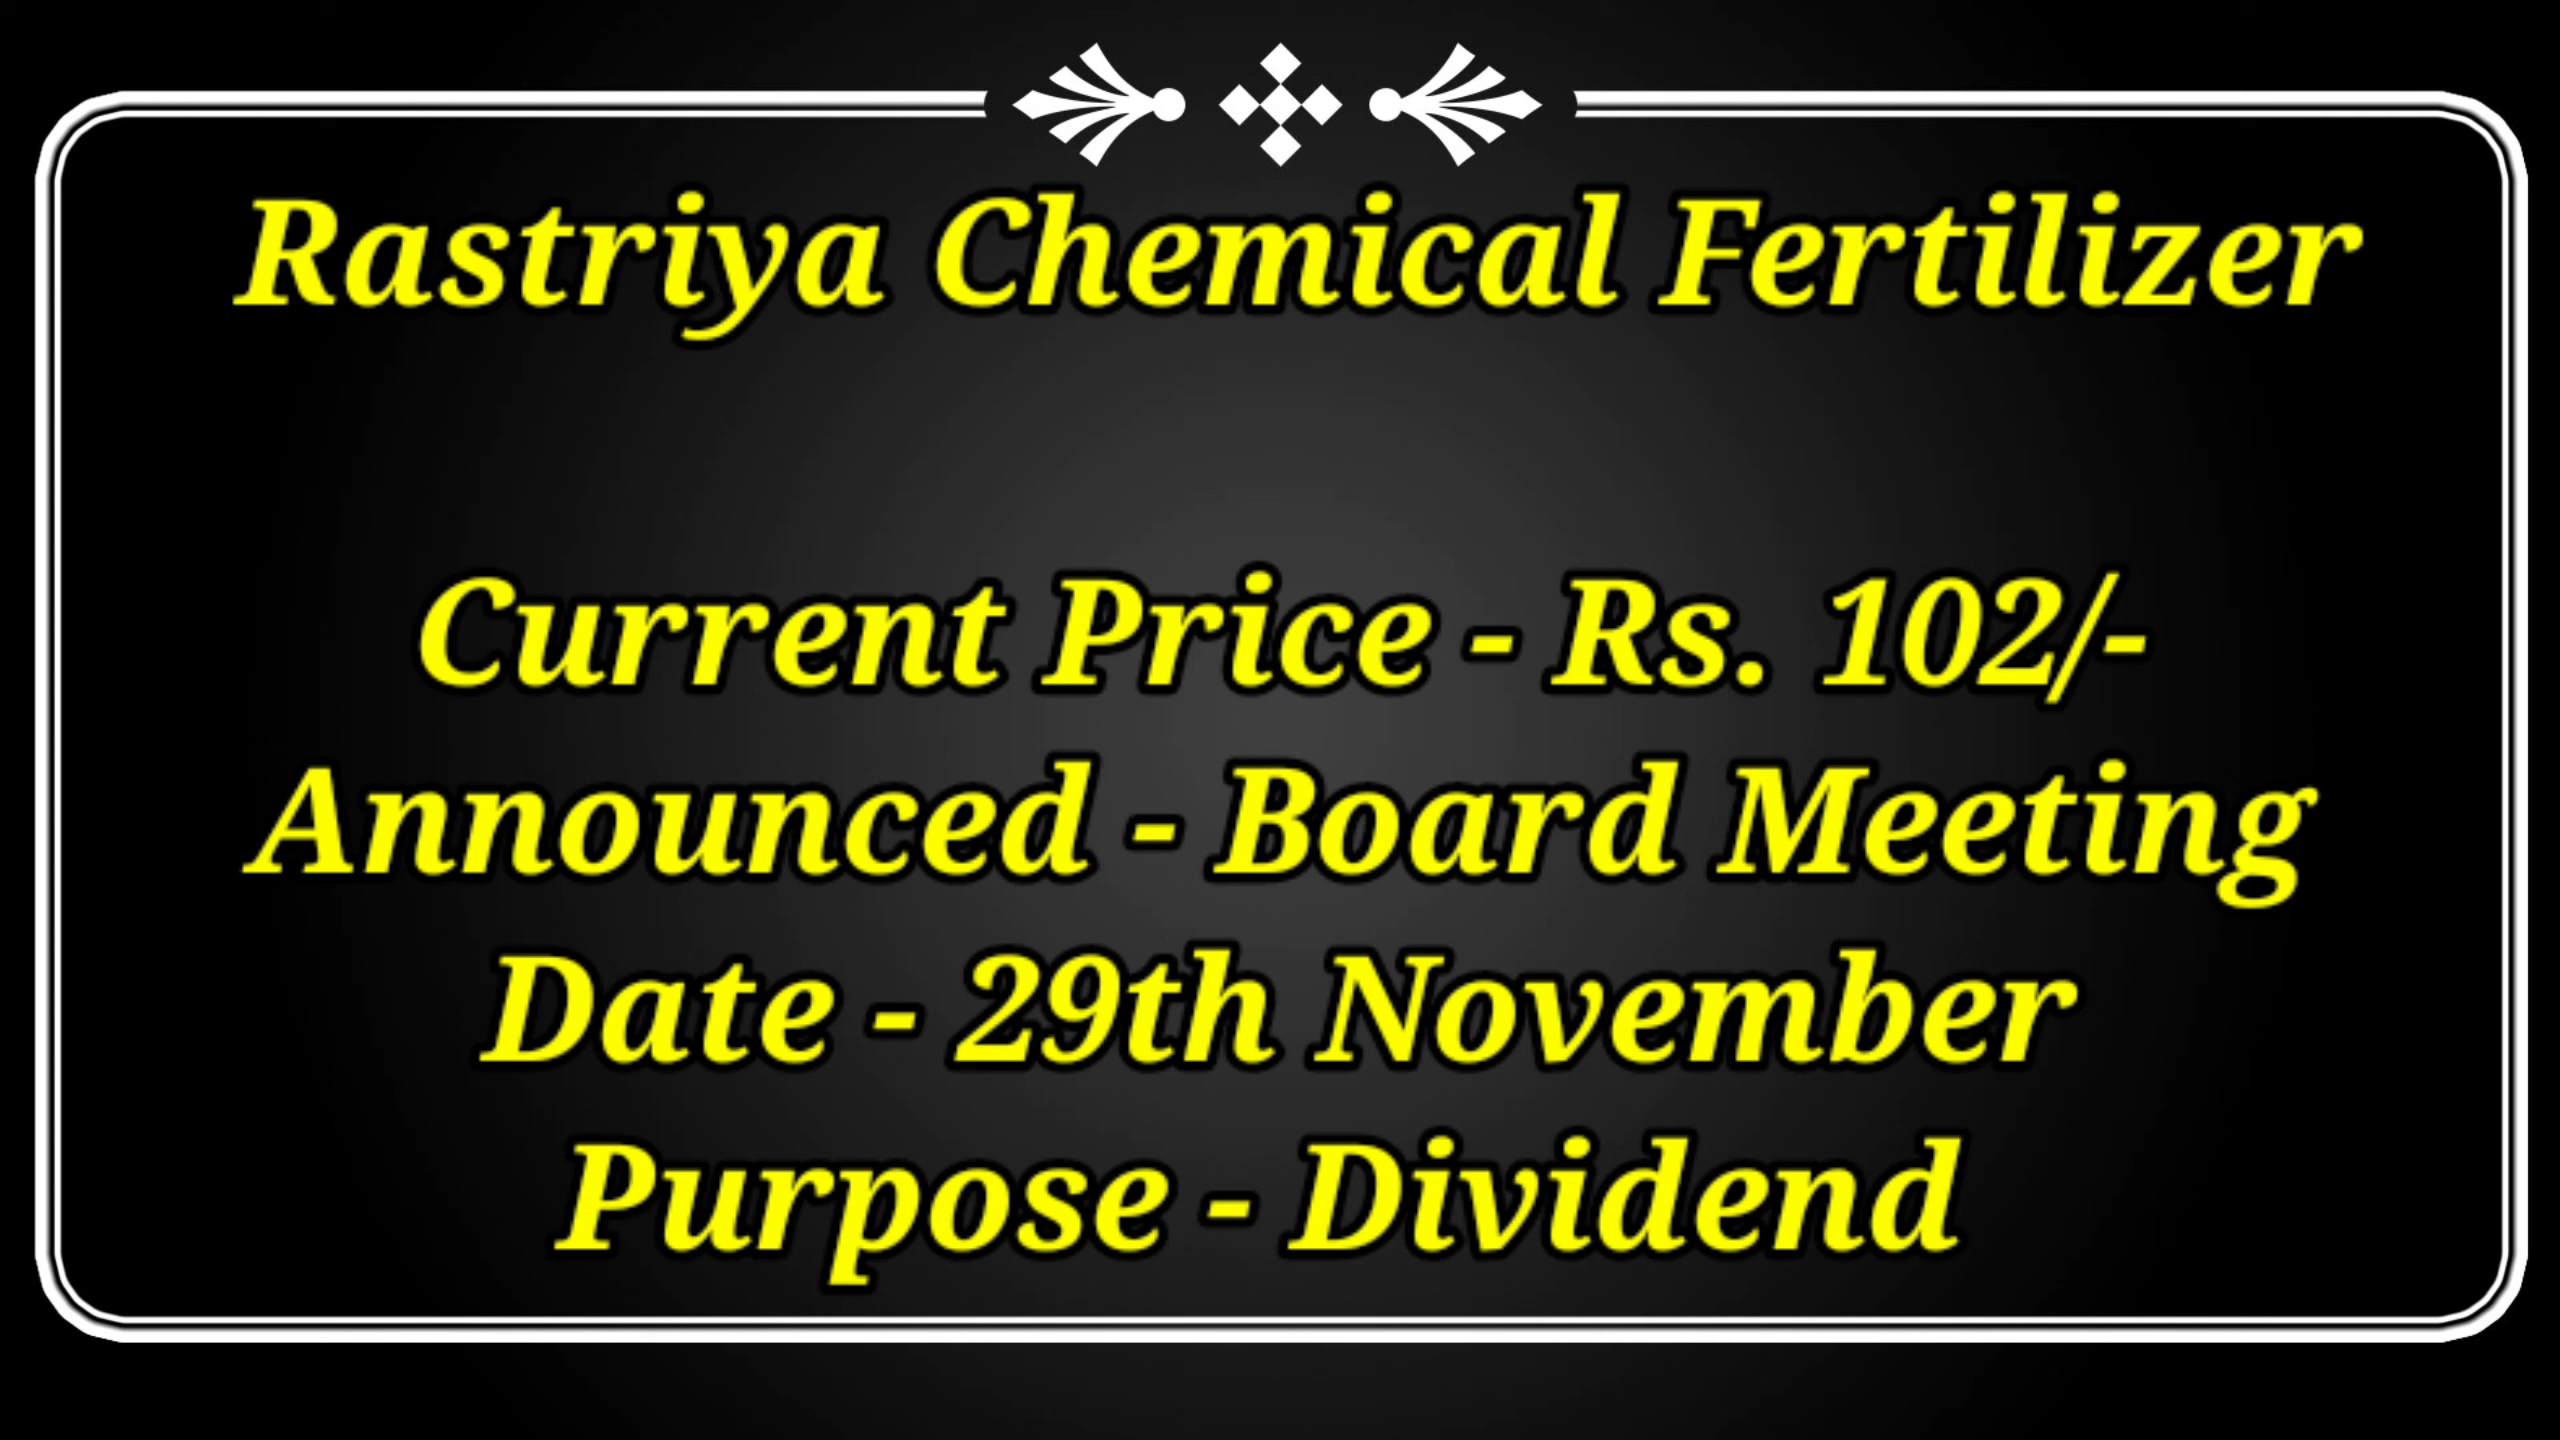 Rastriya Chemical Fertilizer
Current Price - Rs. 102/-
Announced - Board Meeting
Date - 29th November
Purpose - Dividend